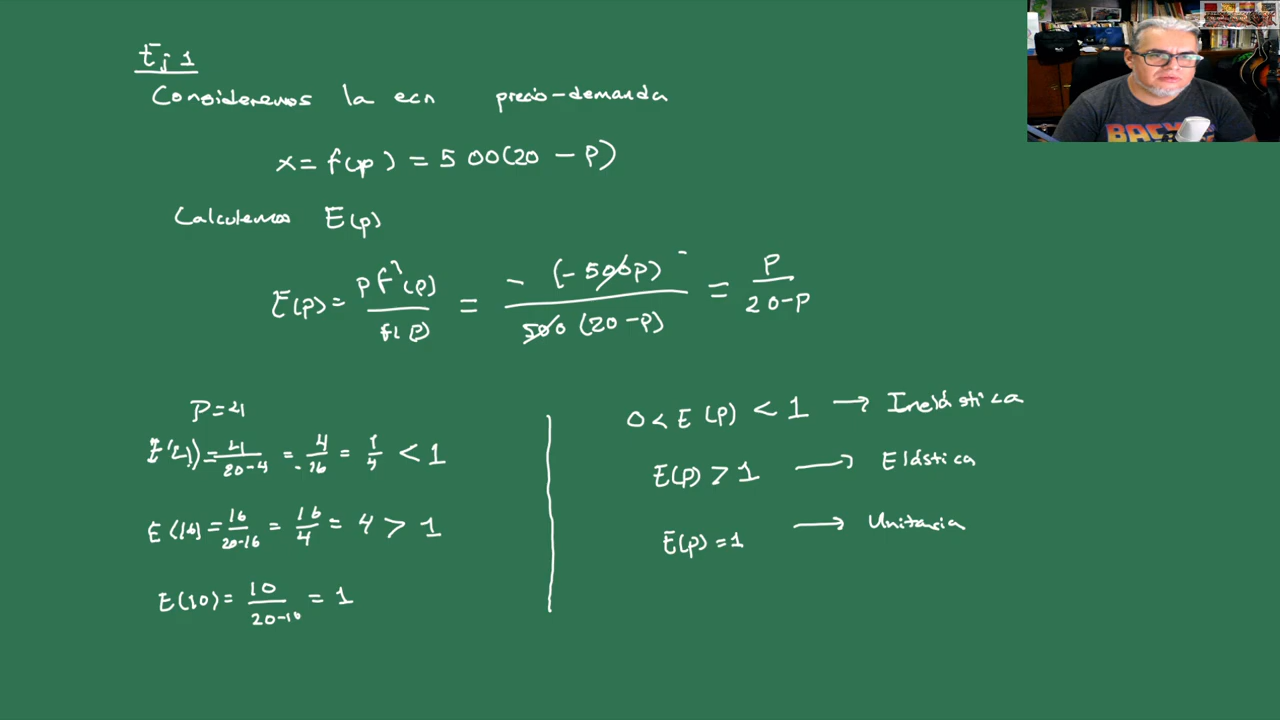 Ej 1
Consideremos la ecn precio-demanda
x = f(p) = 500(20 - P)
Calculemos E(p)
E(p) = pf'(p) / f(p) = - (-500p) / 500 (20-P) = P / 20-P
P=4
E(4) = 4 / 20-4 = 4 / 16 = 1 / 4 < 1
E(16) = 16 / 20-16 = 16 / 4 = 4 > 1
E(10) = 10 / 20-10 = 1
0 < E(p) < 1 → Inelástica
E(p) > 1 → Elástica
E(p) = 1 → Unitaria
BACK